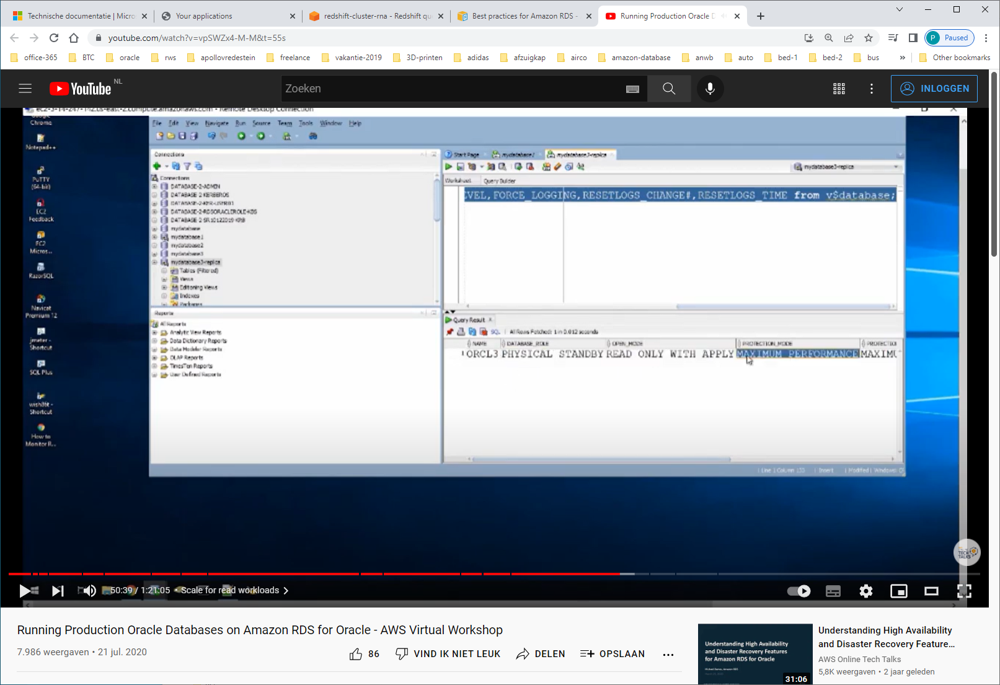 Technische documentatie | Micro
Your applications
redshift-cluster-rna - Redshift qu
Best practices for Amazon RDS -
Running Production Oracle D
youtube.com/watch?v=vpSWZx4-M-M&t=55s
P Paused
office-365
BTC
oracle
rws
apollovredestein
freelance
vakantie-2019
3D-printen
adidas
afzuigkap
airco
amazon-database
anwb
auto
bed-1
bed-2
bus
»
Other bookmarks
YouTube NL
Zoeken
INLOGGEN
ec2-3-14-247-142.us-east-2.compute.amazonaws.com - Remote Desktop Connection
Google
Chrome
Notepad++
PuTTY
(64-bit)
EC2
Feedback
EC2
Micros...
RazorSQL
Navicat
Premium 12
jmeter -
Shortcut
SQL Plus
Shortcut
How to
Monitor R...
File Edit View Navigate Run Source Team Tools Window Help
Connections
Connections
DATABASE-2-ADMIN
DATABASE-2-KERBEROS
DATABASE-2-KER-USER01
DATABASE-2-RDSORACLEROLE-KBS
DATABASE-2-SR10122019-KRB
mydatabase
mydatabase1
mydatabase2
mydatabase3
mydatabase3-replica
Tables (Filtered)
Views
Editioning Views
Indexes
Packages
Reports
All Reports
Analytic View Reports
Data Dictionary Reports
Data Modeler Reports
OLAP Reports
TimesTen Reports
User Defined Reports
Start Page
mydatabase1
mydatabase3-replica
mydatabase3-replica
Worksheet Query Builder
EVEL,FORCE_LOGGING,RESETLOGS_CHANGE#,RESETLOGS_TIME from v$database;
Query Result
SQL | All Rows Fetched: 1 in 0.012 seconds
NAME DATABASE_ROLE OPEN_MODE PROTECTION_MODE PROTECTIO
1 ORCL3 PHYSICAL STANDBY READ ONLY WITH APPLY MAXIMUM PERFORMANCE MAXIMU
Line 1 Column 133 | Insert | Modified | Windows:
TECH
TALKS
50:39 / 1:21:05 • Scale for read workloads
Running Production Oracle Databases on Amazon RDS for Oracle - AWS Virtual Workshop
7.986 weergaven • 21 jul. 2020
86
VIND IK NIET LEUK
DELEN
OPSLAAN
Understanding High Availability
and Disaster Recovery Features
for Amazon RDS for Oracle
31:06
Understanding High Availability
and Disaster Recovery Feature...
AWS Online Tech Talks
5,8K weergaven • 2 jaar geleden